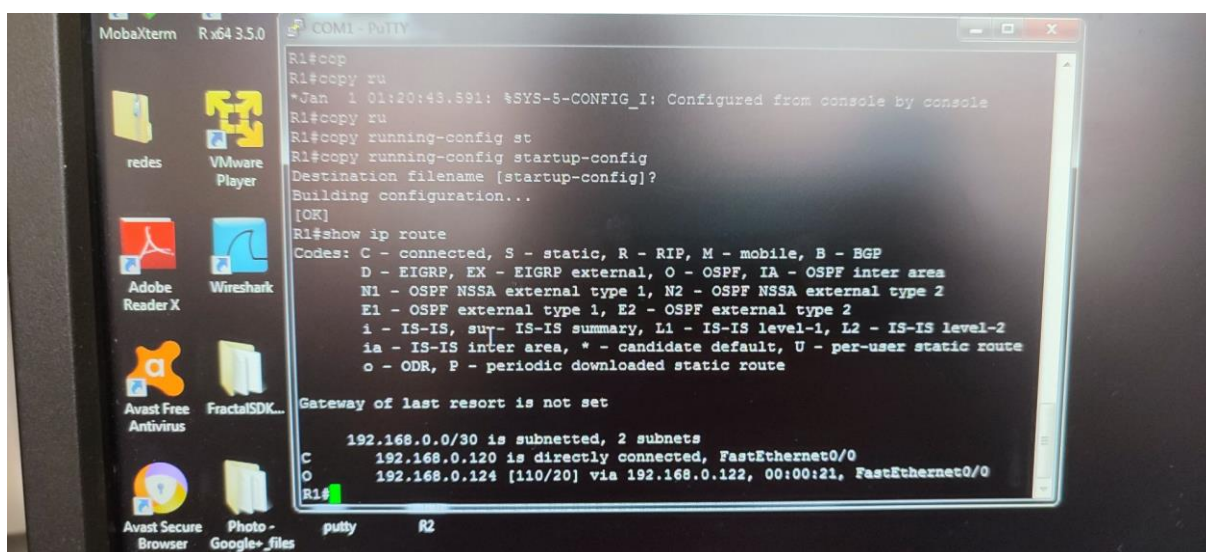 MobaXterm
R x64 3.5.0
COM1 - PuTTY
R1#cop
R1#copy ru
*Jan  1 01:20:43.591: %SYS-5-CONFIG_I: Configured from console by console
R1#copy ru
R1#copy running-config st
R1#copy running-config startup-config
Destination filename [startup-config]?
Building configuration...
[OK]
R1#show ip route
Codes: C - connected, S - static, R - RIP, M - mobile, B - BGP
D - EIGRP, EX - EIGRP external, O - OSPF, IA - OSPF inter area
N1 - OSPF NSSA external type 1, N2 - OSPF NSSA external type 2
E1 - OSPF external type 1, E2 - OSPF external type 2
i - IS-IS, su - IS-IS summary, L1 - IS-IS level-1, L2 - IS-IS level-2
ia - IS-IS inter area, * - candidate default, U - per-user static route
o - ODR, P - periodic downloaded static route
Gateway of last resort is not set
192.168.0.0/30 is subnetted, 2 subnets
C 192.168.0.120 is directly connected, FastEthernet0/0
O 192.168.0.124 [110/20] via 192.168.0.122, 00:00:21, FastEthernet0/0
R1#
redes
VMware
Player
Adobe
Reader X
Wireshark
Avast Free
Antivirus
FractalSDK...
Avast Secure
Browser
Photo -
Google+_files
putty
R2